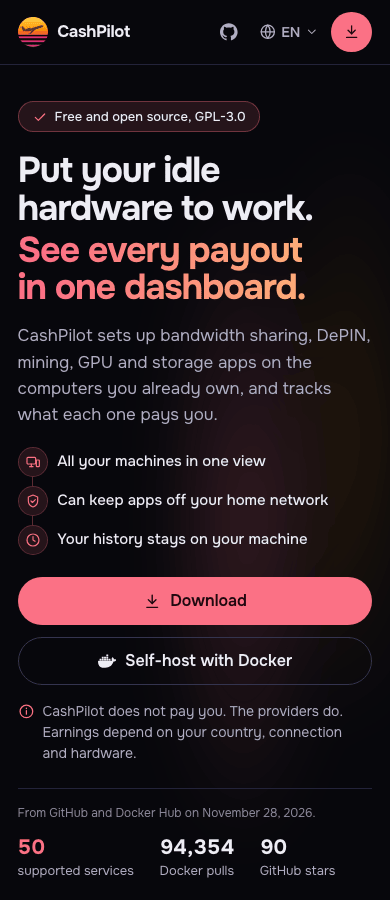 CashPilot
EN
Free and open source, GPL-3.0
Put your idle
hardware to work.
See every payout
in one dashboard.
CashPilot sets up bandwidth sharing, DePIN,
mining, GPU and storage apps on the
computers you already own, and tracks
what each one pays you.
All your machines in one view
Can keep apps off your home network
Your history stays on your machine
Download
Self-host with Docker
CashPilot does not pay you. The providers do.
Earnings depend on your country, connection
and hardware.
From GitHub and Docker Hub on November 28, 2026.
50 94,354 90
supported services Docker pulls GitHub stars